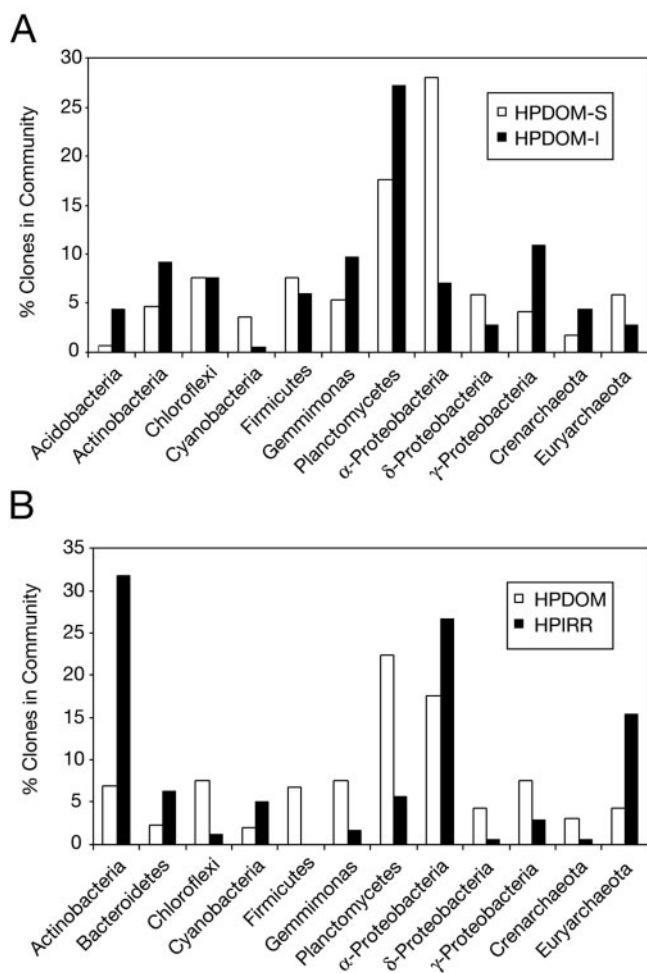 A
30
25
20
15
10
5
0
% Clones in Community
HPDOM-S
HPDOM-I
Acidobacteria
Actinobacteria
Chloroflexi
Cyanobacteria
Firmicutes
Gemmimonas
Planctomycetes
α-Proteobacteria
δ-Proteobacteria
γ-Proteobacteria
Crenarchaeota
Euryarchaeota
B
35
30
25
20
15
10
5
0
% Clones in Community
HPDOM
HPIRR
Actinobacteria
Bacteroidetes
Chloroflexi
Cyanobacteria
Firmicutes
Gemmimonas
Planctomycetes
α-Proteobacteria
δ-Proteobacteria
γ-Proteobacteria
Crenarchaeota
Euryarchaeota